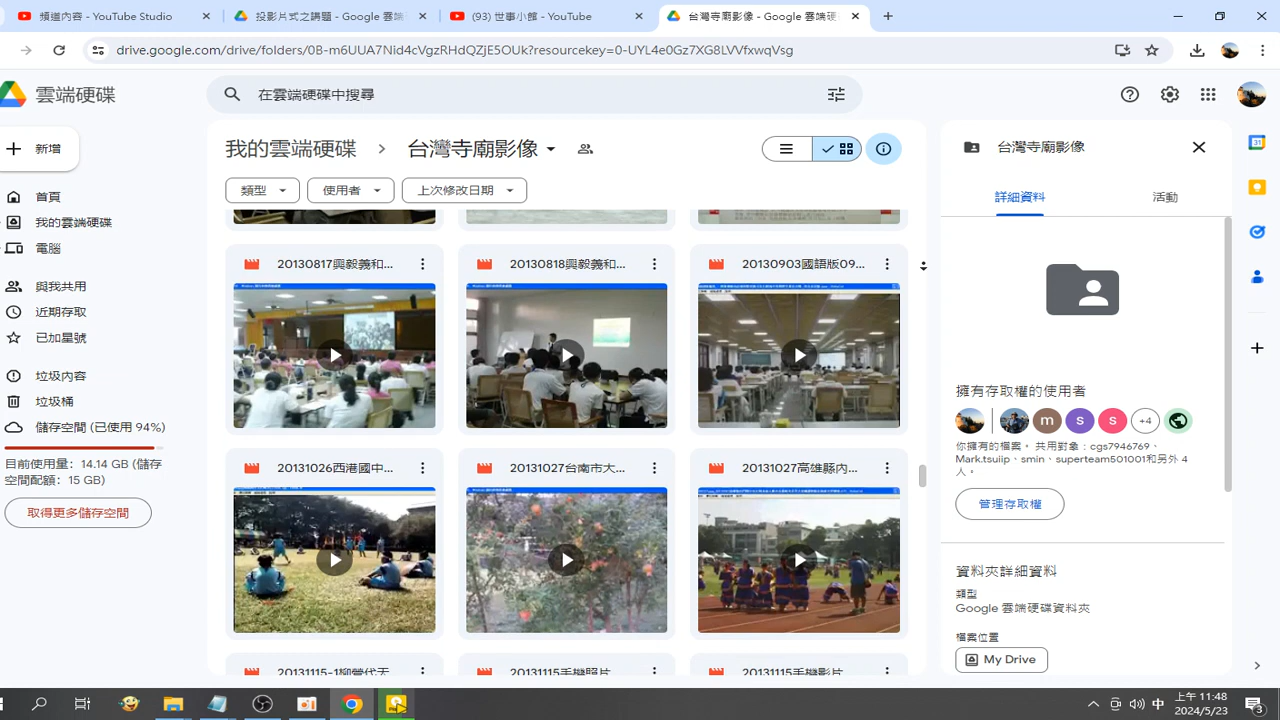 頻道內容 - YouTube Studio
投影片式之講題 - Google 雲端
(93) 世事小館 - YouTube
台灣寺廟影像 - Google 雲端硬碟
drive.google.com/drive/folders/0B-m6UUA7Nid4cVgzRHdQZjE5OUk?resourcekey=0-UYL4e0Gz7XG8LVVfxwqVsg
雲端硬碟
在雲端硬碟中搜尋
新增
首頁
我的雲端硬碟
電腦
與我共用
近期存取
已加星號
垃圾內容
垃圾桶
儲存空間 (已使用 94%)
目前使用量：14.14 GB (儲存
空間配額：15 GB)
取得更多儲存空間
我的雲端硬碟 > 台灣寺廟影像
類型
使用者
上次修改日期
20130817興毅義和...
20130818興毅義和...
20130903國語版09...
20131026西港國中...
20131027台南市大...
20131027高雄縣內...
20131115-1柳營代天
20131115手機照片
20131115手機影片
台灣寺廟影像
詳細資料
活動
擁有存取權的使用者
m
s
s
+4
你擁有的檔案。 共用對象：cgs7946769、
Mark.tsuiip、smin、superteam501001和另外 4
人。
管理存取權
資料夾詳細資料
類型
Google 雲端硬碟資料夾
檔案位置
My Drive
31
中
上午 11:48
2024/5/23
3